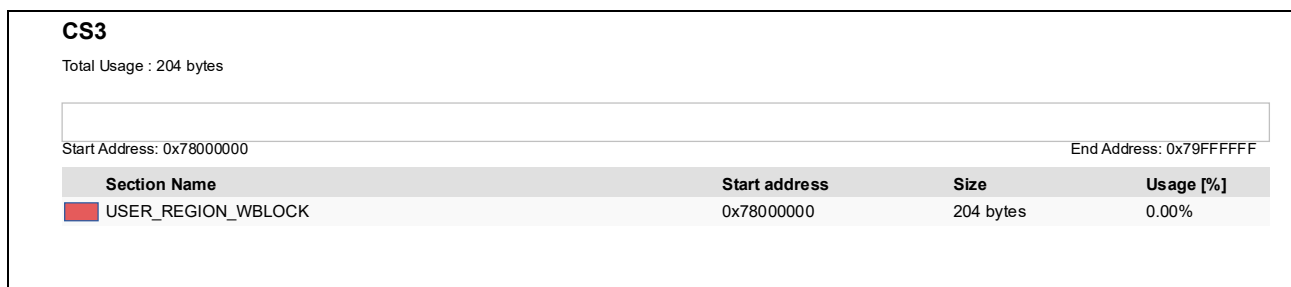 CS3
Total Usage : 204 bytes
Start Address: 0x78000000 End Address: 0x79FFFFFF
Section Name Start address Size Usage [%]
USER_REGION_WBLOCK 0x78000000 204 bytes 0.00%